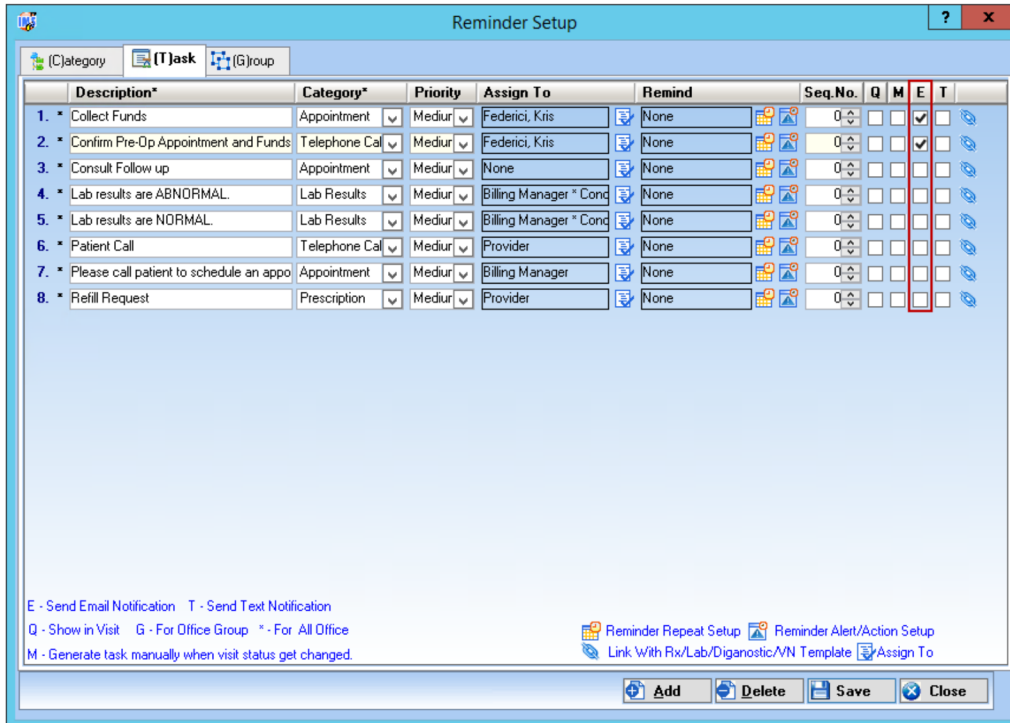 IMS
Reminder Setup
?
x
(C)ategory
(T)ask
(G)roup
Description* Category* Priority Assign To Remind Seq.No. Q M E T
1. * Collect Funds Appointment Mediur Federici, Kris None 0
2. * Confirm Pre-Op Appointment and Funds Telephone Cal Mediur Federici, Kris None 0
3. * Consult Follow up Appointment Mediur None None 0
4. * Lab results are ABNORMAL. Lab Results Mediur Billing Manager * Cond None 0
5. * Lab results are NORMAL. Lab Results Mediur Billing Manager * Cond None 0
6. * Patient Call Telephone Cal Mediur Provider None 0
7. * Please call patient to schedule an appo Appointment Mediur Billing Manager None 0
8. * Refill Request Prescription Mediur Provider None 0
E - Send Email Notification T - Send Text Notification
Q - Show in Visit G - For Office Group * - For All Office
Reminder Repeat Setup Reminder Alert/Action Setup
M - Generate task manually when visit status get changed.
Link With Rx/Lab/Diganostic/VN Template Assign To
Add Delete Save Close